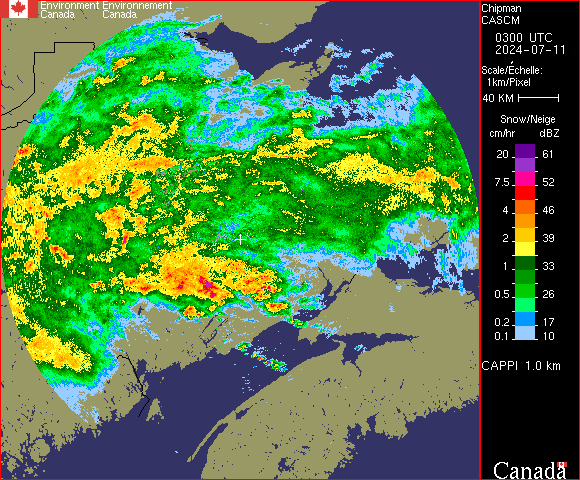 Environment Environnement
Canada Canada
Chipman
CASCM
0300 UTC
2024-07-11
Scale/Échelle:
1km/Pixel
40 KM
Snow/Neige
cm/hr dBZ
20 61
7.5 52
4 46
2 39
1 33
0.5 26
0.2 17
0.1 10
CAPPI 1.0 km
Canada